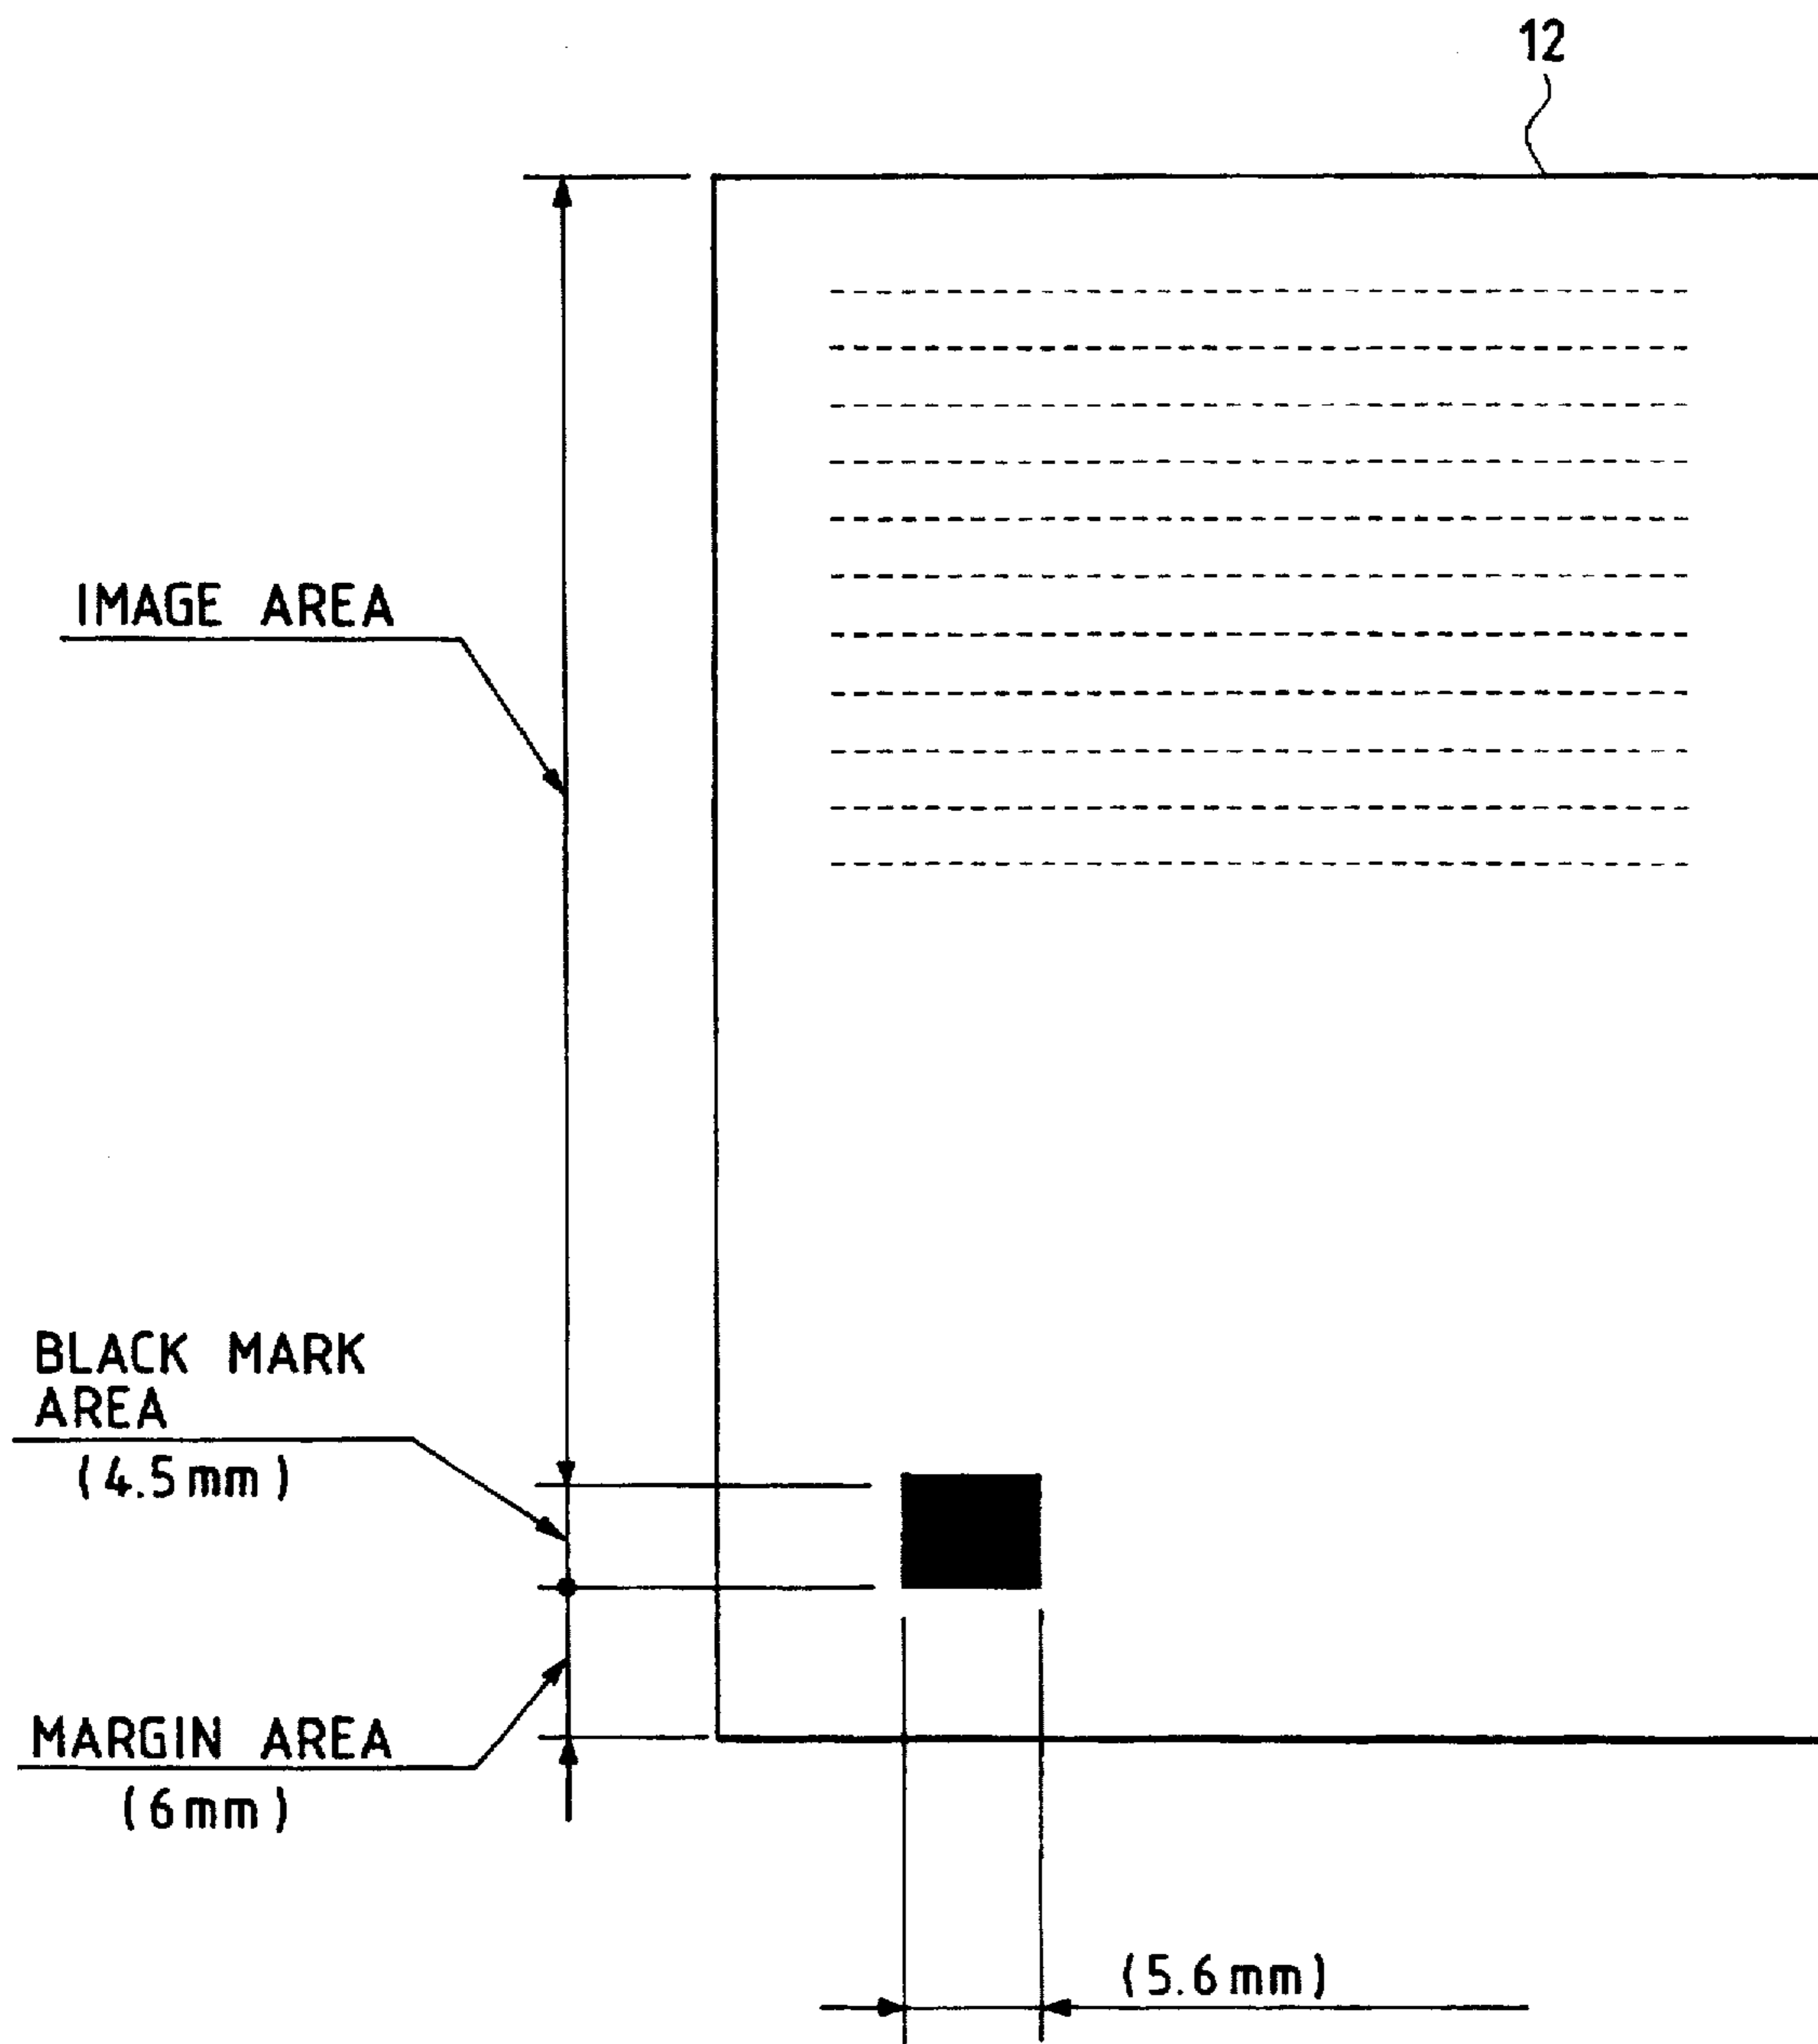 12
IMAGE AREA
BLACK MARK
AREA
(4.5mm)
MARGIN AREA
(6mm)
(5.6mm)